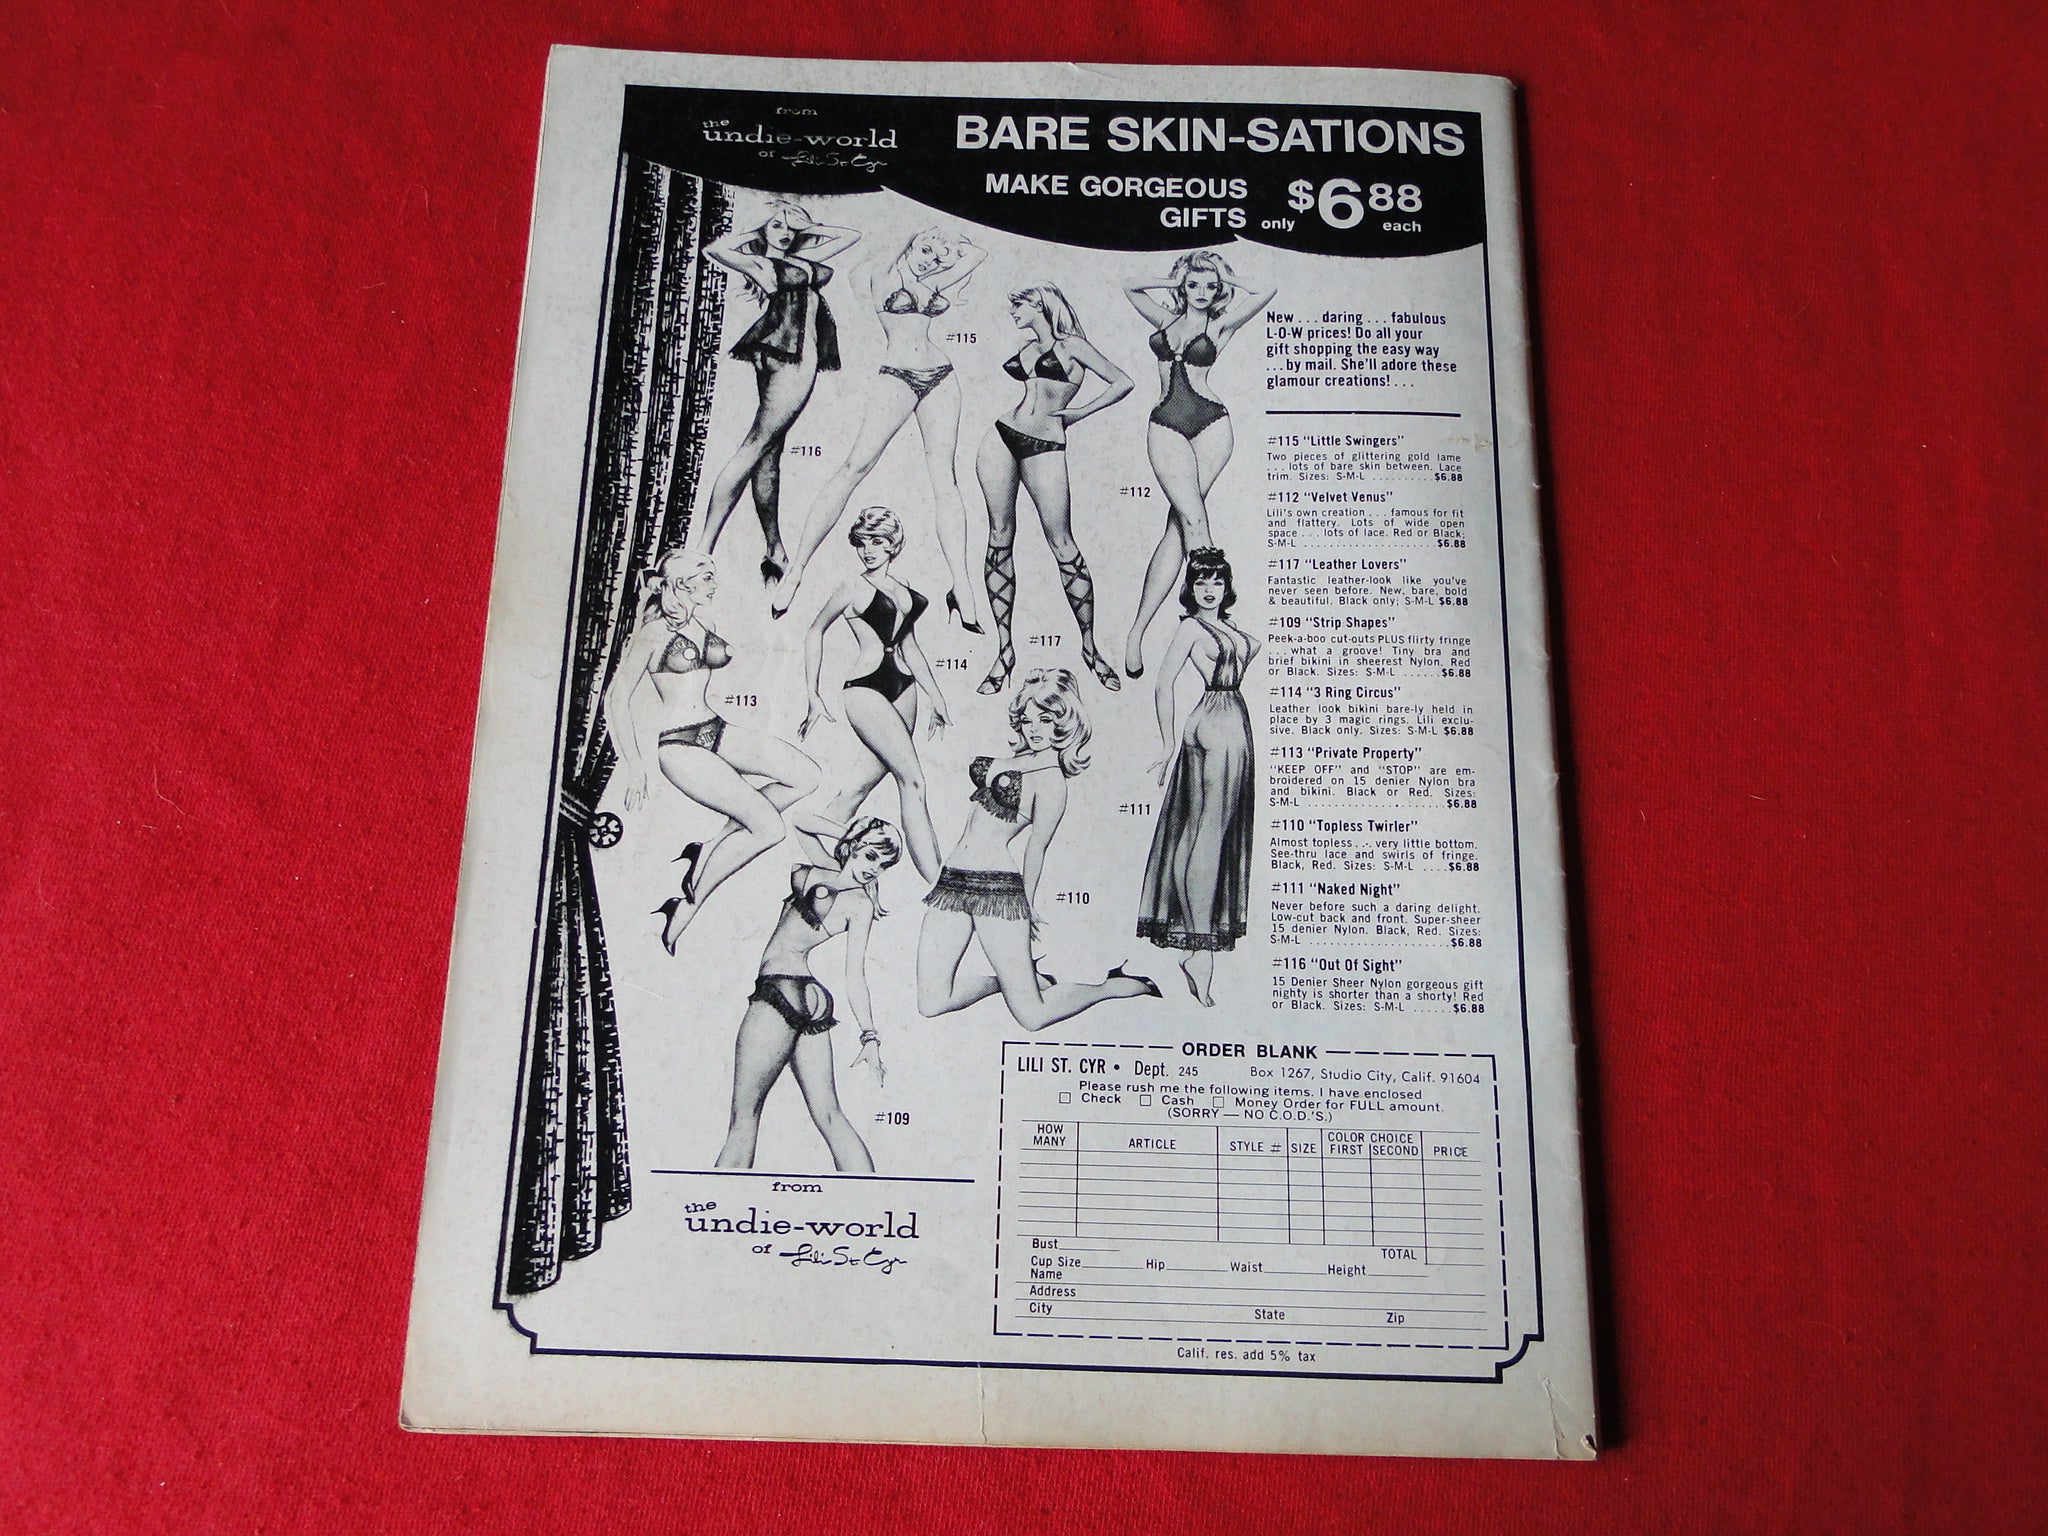 from
the
undie-world
of Lili St Cyr
BARE SKIN-SATIONS
MAKE GORGEOUS
GIFTS only $6 88 each
New . . . daring . . . fabulous
L-O-W prices! Do all your
gift shopping the easy way
. . . by mail. She'll adore these
glamour creations! . . .
#116
#115
#117
#112
#113
#114
#110
#111
#109
#115 "Little Swingers"
Two pieces of glittering gold lame
. . . lots of bare skin between. Lace
trim. Sizes: S-M-L . . . . . . . . . . $6.88
#112 "Velvet Venus"
Lili's own creation . . . famous for fit
and flattery. Lots of wide open
space . . . lots of lace. Red or Black;
S-M-L . . . . . . . . . . . . . . . . . . . . $6.88
#117 "Leather Lovers"
Fantastic leather-look like you've
never seen before. New, bare, bold
& beautiful. Black only; S-M-L $6.88
#109 "Strip Shapes"
Peek-a-boo cut-outs PLUS flirty fringe
. . . what a groove! Tiny bra and
brief bikini in sheerest Nylon. Red
or Black. Sizes: S-M-L . . . . . . $6.88
#114 "3 Ring Circus"
Leather look bikini bare-ly held in
place by 3 magic rings. Lili exclu-
sive. Black only. Sizes: S-M-L $6.88
#113 "Private Property"
"KEEP OFF" and "STOP" are em-
broidered on 15 denier Nylon bra
and bikini. Black or Red. Sizes:
S-M-L . . . . . . . . . . . . . . . . . . . . . $6.88
#110 "Topless Twirler"
Almost topless . . . very little bottom.
See-thru lace and swirls of fringe.
Black, Red. Sizes: S-M-L . . . . $6.88
#111 "Naked Night"
Never before such a daring delight.
Low-cut back and front. Super-sheer
15 denier Nylon. Black, Red. Sizes:
S-M-L . . . . . . . . . . . . . . . . . . . . . $6.88
#116 "Out Of Sight"
15 Denier Sheer Nylon gorgeous gift
nighty is shorter than a shorty! Red
or Black. Sizes: S-M-L . . . . . . $6.88
from
the
undie-world
of Lili St Cyr
ORDER BLANK
LILI ST. CYR • Dept. 245 Box 1267, Studio City, Calif. 91604
Please rush me the following items. I have enclosed
Check Cash Money Order for FULL amount.
(SORRY — NO C.O.D.'S.)
HOW MANY ARTICLE STYLE # SIZE COLOR CHOICE FIRST SECOND PRICE
TOTAL
Bust
Cup Size Hip Waist Height
Name
Address
City State Zip
Calif. res. add 5% tax